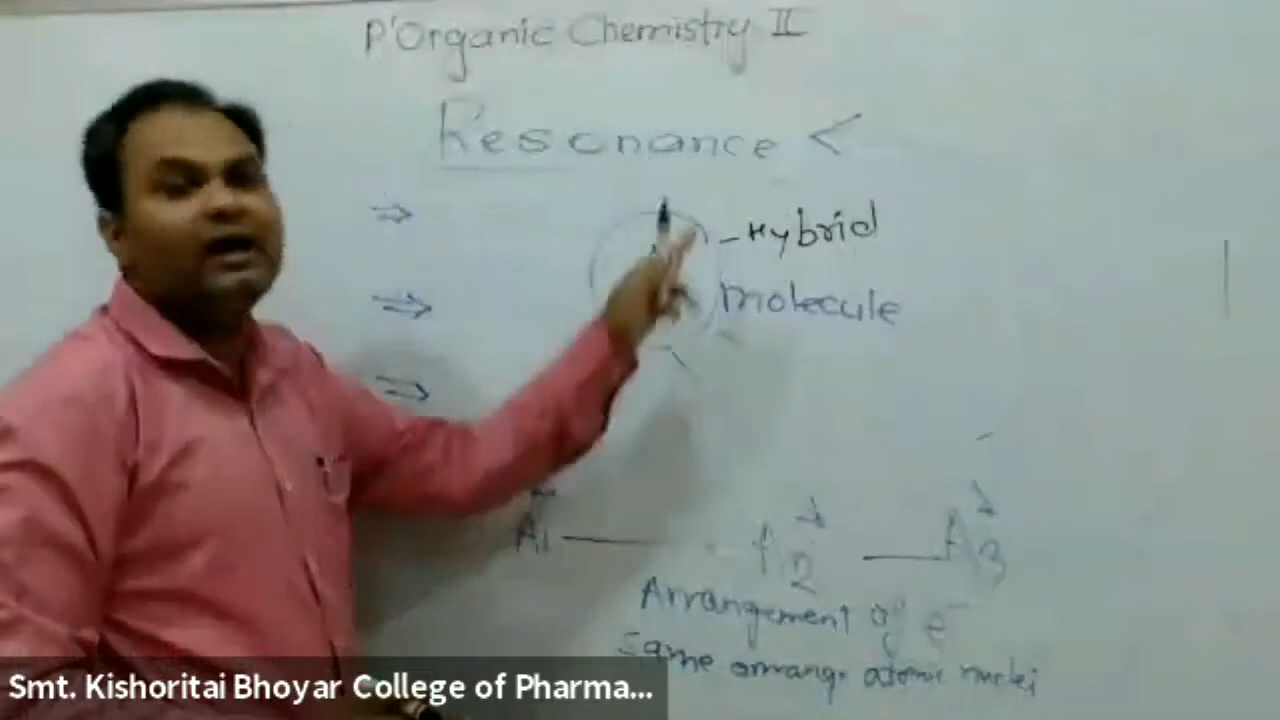 P'Organic Chemistry II
Resonance <
- Hybrid
molecule
A1 — A2 — A3
Arrangement of e-
same arrang. atomic nuclei
Smt. Kishoritai Bhoyar College of Pharma...